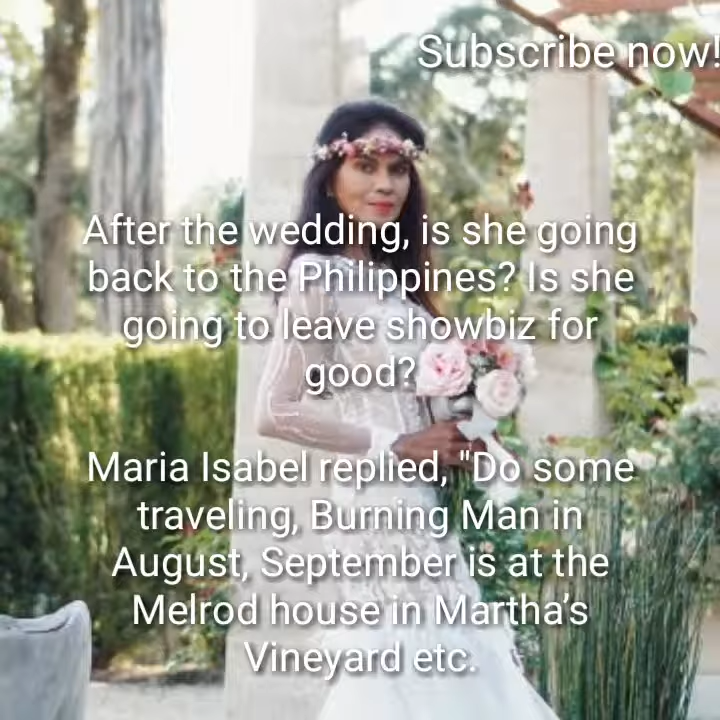 Subscribe now!
After the wedding, is she going
back to the Philippines? Is she
going to leave showbiz for
good?
Maria Isabel replied, "Do some
traveling, Burning Man in
August, September is at the
Melrod house in Martha's
Vineyard etc.